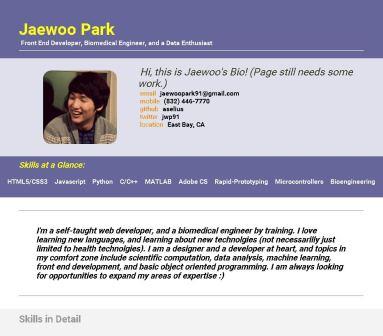 Jaewoo Park
Front End Developer, Biomedical Engineer, and a Data Enthusiast
Hi, this is Jaewoo's Bio! (Page still needs some
work.)
email jaewoopark91@gmail.com
mobile (832) 446-7770
github aselius
twitter jwp91
location East Bay, CA
Skills at a Glance:
HTML5/CSS3 Javascript Python C/C++ MATLAB Adobe CS Rapid-Prototyping Microcontrollers Bioengineering
I'm a self-taught web developer, and a biomedical engineer by training. I love
learning new languages, and learning about new technolgies (not necessarily just
limited to health technolgies). I am a designer and a developer at heart, and topics in
my comfort zone include scientific computation, data analysis, machine learning,
front end development, and basic object oriented programming. I am always looking
for opportunities to expand my areas of expertise :)
Skills in Detail